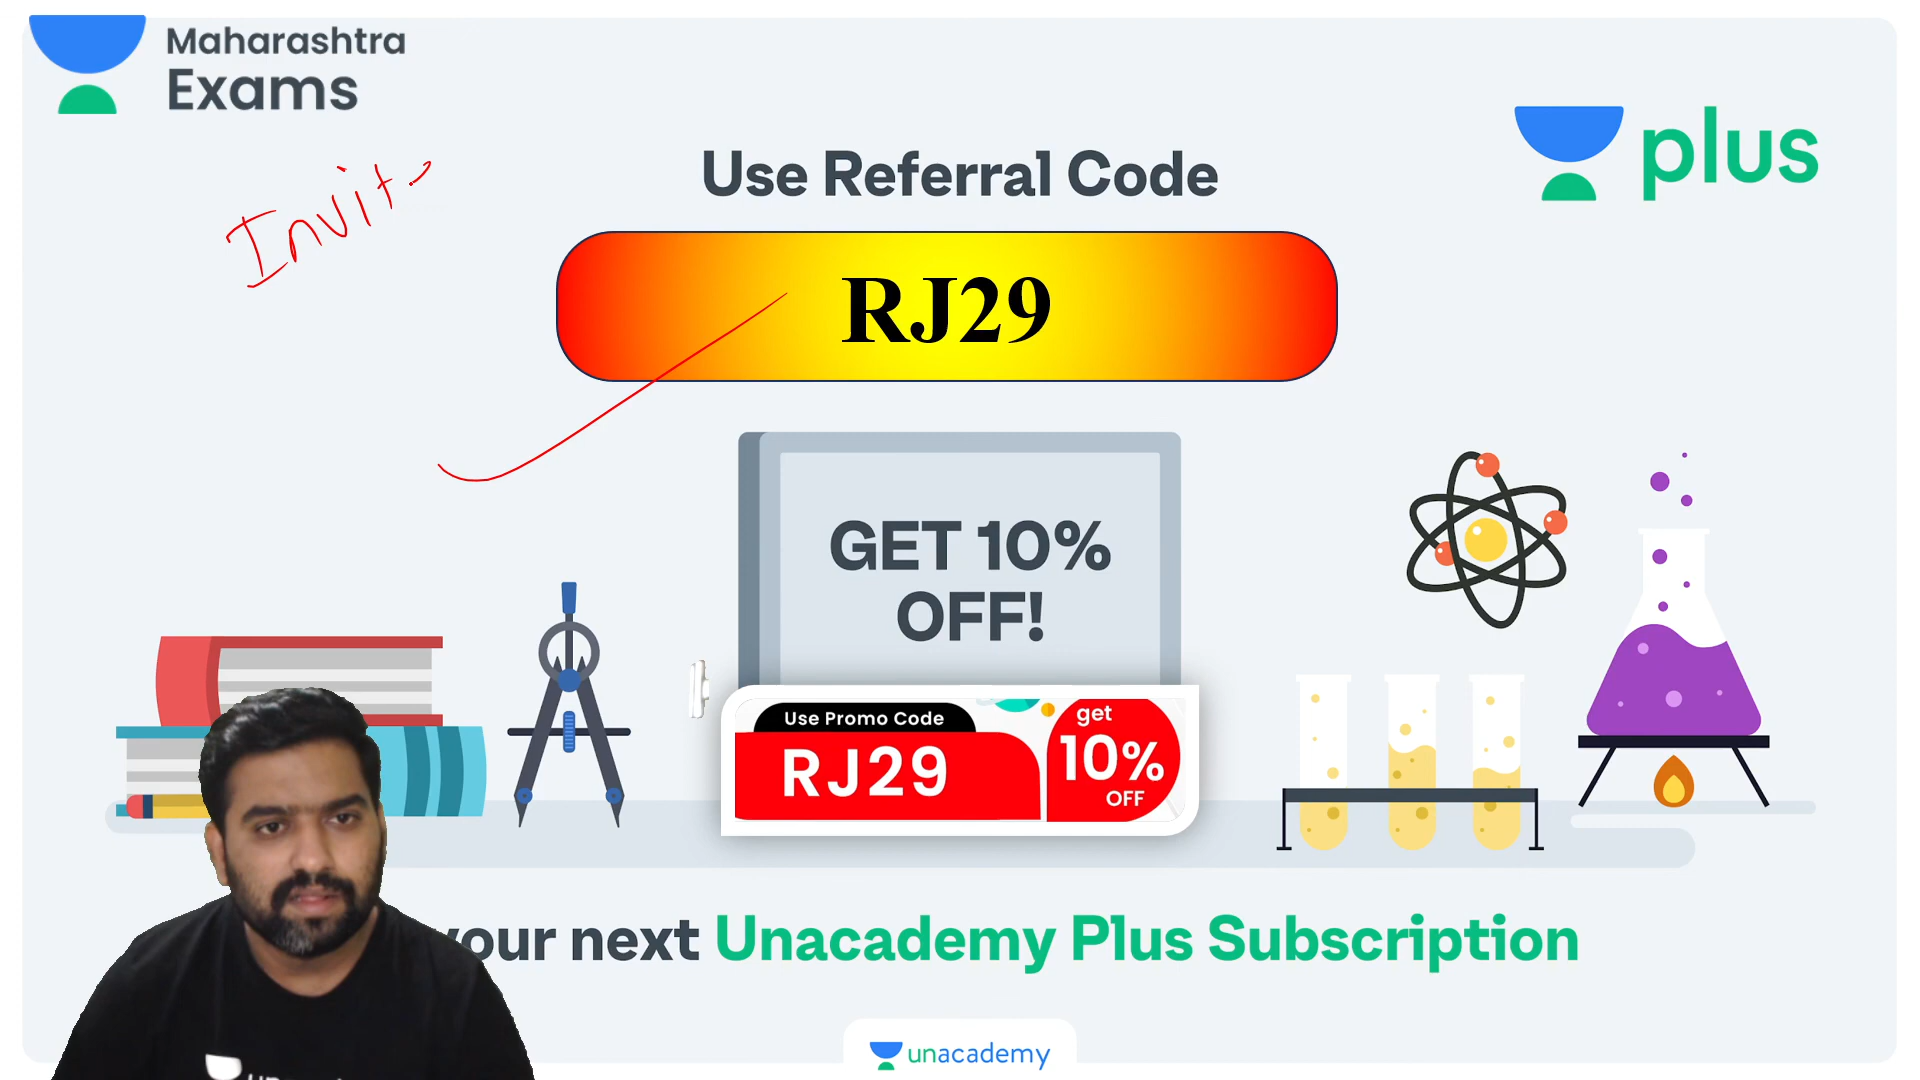 Maharashtra
Exams
plus
Invit
Use Referral Code
RJ29
GET 10%
OFF!
Use Promo Code
RJ29
get
10%
OFF
your next Unacademy Plus Subscription
unacademy